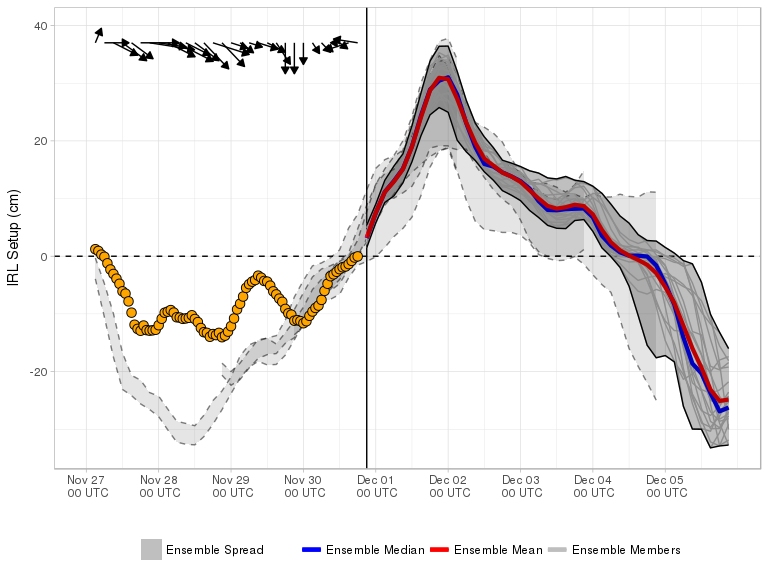 IRL Setup (cm)
40
20
0
-20
Nov 27 Nov 28 Nov 29 Nov 30 Dec 01 Dec 02 Dec 03 Dec 04 Dec 05
00 UTC 00 UTC 00 UTC 00 UTC 00 UTC 00 UTC 00 UTC 00 UTC 00 UTC
Ensemble Spread Ensemble Median Ensemble Mean Ensemble Members